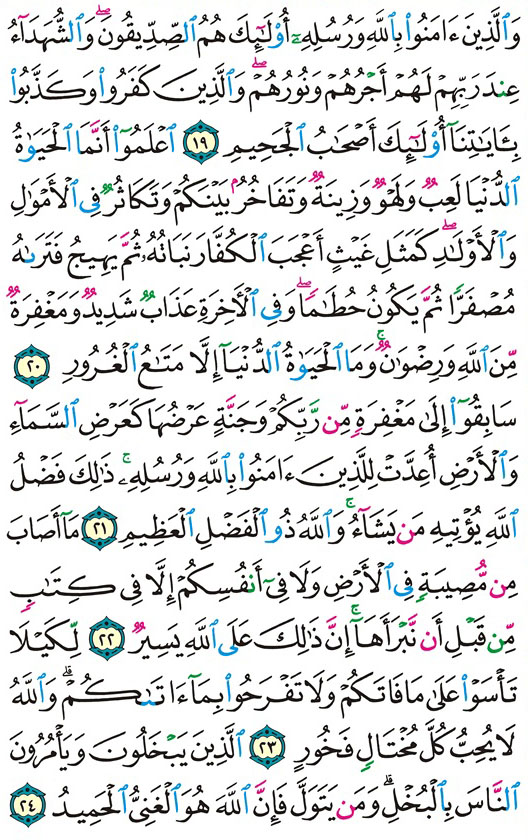 وَٱلَّذِينَ ءَامَنُوا۟ بِٱللَّهِ وَرُسُلِهِۦٓ أُو۟لَـٰٓئِكَ هُمُ ٱلصِّدِّيقُونَ ۖ وَٱلشُّهَدَآءُ
عِندَ رَبِّهِمْ لَهُمْ أَجْرُهُمْ وَنُورُهُمْ ۖ وَٱلَّذِينَ كَفَرُوا۟ وَكَذَّبُوا۟
بِـَٔايَـٰتِنَآ أُو۟لَـٰٓئِكَ أَصْحَـٰبُ ٱلْجَحِيمِ ١٩ ٱعْلَمُوٓا۟ أَنَّمَا ٱلْحَيَوٰةُ
ٱلدُّنْيَا لَعِبٌ وَلَهْوٌ وَزِينَةٌ وَتَفَاخُرٌۢ بَيْنَكُمْ وَتَكَاثُرٌ فِى ٱلْأَمْوَٰلِ
وَٱلْأَوْلَـٰدِ ۖ كَمَثَلِ غَيْثٍ أَعْجَبَ ٱلْكُفَّارَ نَبَاتُهُۥ ثُمَّ يَهِيجُ فَتَرَىٰهُ
مُصْفَرًّا ثُمَّ يَكُونُ حُطَـٰمًا ۖ وَفِى ٱلْـَٔاخِرَةِ عَذَابٌ شَدِيدٌ وَمَغْفِرَةٌ
مِّنَ ٱللَّهِ وَرِضْوَٰنٌ ۚ وَمَا ٱلْحَيَوٰةُ ٱلدُّنْيَآ إِلَّا مَتَـٰعُ ٱلْغُرُورِ ٢٠
سَابِقُوٓا۟ إِلَىٰ مَغْفِرَةٍ مِّن رَّبِّكُمْ وَجَنَّةٍ عَرْضُهَا كَعَرْضِ ٱلسَّمَآءِ
وَٱلْأَرْضِ أُعِدَّتْ لِلَّذِينَ ءَامَنُوا۟ بِٱللَّهِ وَرُسُلِهِۦ ۚ ذَٰلِكَ فَضْلُ
ٱللَّهِ يُؤْتِيهِ مَن يَشَآءُ ۚ وَٱللَّهُ ذُو ٱلْفَضْلِ ٱلْعَظِيمِ ٢١ مَآ أَصَابَ
مِن مُّصِيبَةٍ فِى ٱلْأَرْضِ وَلَا فِىٓ أَنفُسِكُمْ إِلَّا فِى كِتَـٰبٍ
مِّن قَبْلِ أَن نَّبْرَأَهَآ ۚ إِنَّ ذَٰلِكَ عَلَى ٱللَّهِ يَسِيرٌ ٢٢ لِّكَيْلَا
تَأْسَوْا۟ عَلَىٰ مَا فَاتَكُمْ وَلَا تَفْرَحُوا۟ بِمَآ ءَاتَىٰكُمْ ۗ وَٱللَّهُ
لَا يُحِبُّ كُلَّ مُخْتَالٍ فَخُورٍ ٢٣ ٱلَّذِينَ يَبْخَلُونَ وَيَأْمُرُونَ
ٱلنَّاسَ بِٱلْبُخْلِ ۗ وَمَن يَتَوَلَّ فَإِنَّ ٱللَّهَ هُوَ ٱلْغَنِىُّ ٱلْحَمِيدُ ٢٤